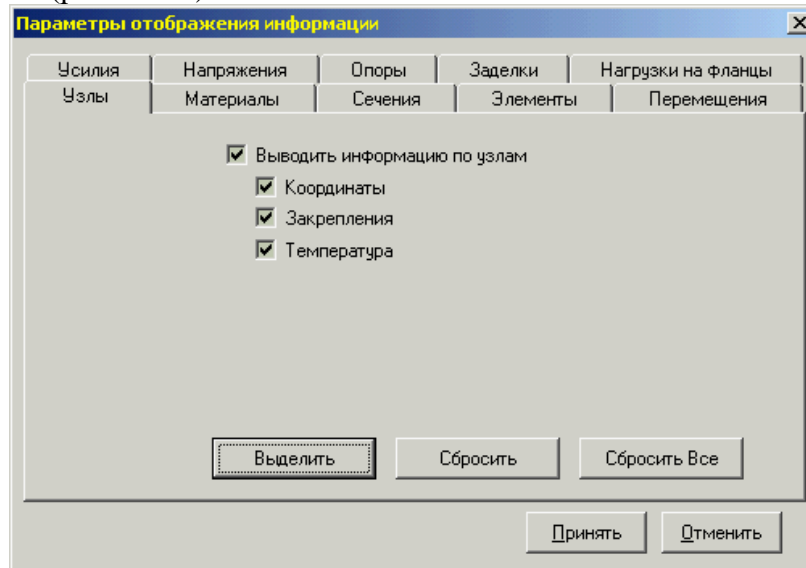 Параметры отображения информации
Усилия Напряжения Опоры Заделки Нагрузки на фланцы
Узлы Материалы Сечения Элементы Перемещения
Выводить информацию по узлам
Координаты
Закрепления
Температура
Выделить Сбросить Сбросить Все
Принять Отменить